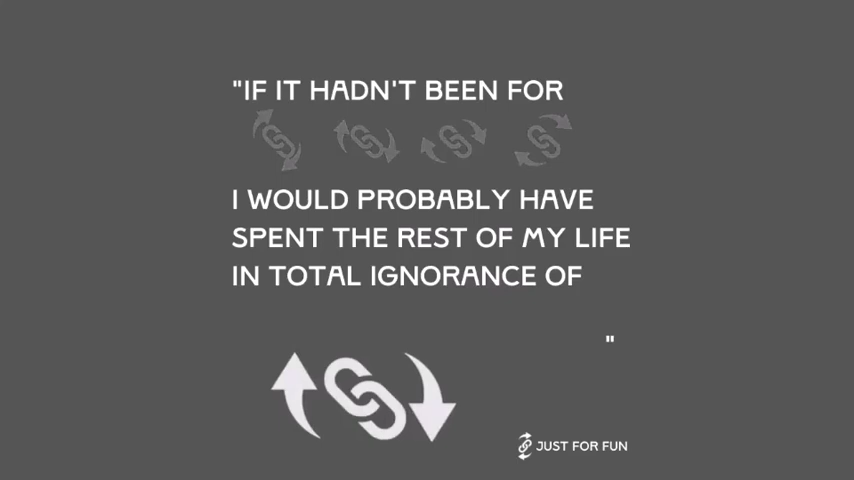 "IF IT HADN'T BEEN FOR
I WOULD PROBABLY HAVE
SPENT THE REST OF MY LIFE
IN TOTAL IGNORANCE OF
"
JUST FOR FUN